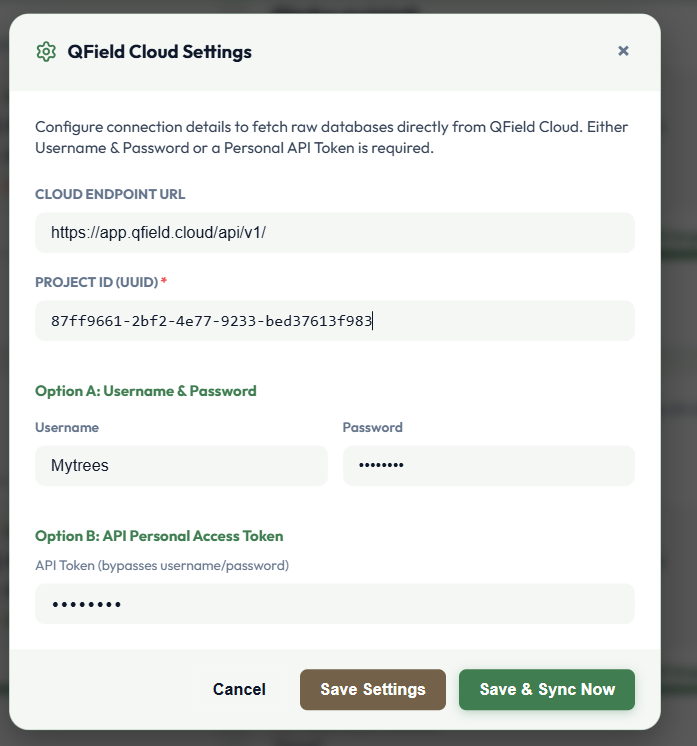 QField Cloud Settings
×
Configure connection details to fetch raw databases directly from QField Cloud. Either
Username & Password or a Personal API Token is required.
CLOUD ENDPOINT URL
https://app.qfield.cloud/api/v1/
PROJECT ID (UUID) *
87ff9661-2bf2-4e77-9233-bed37613f983
Option A: Username & Password
Username
Password
Mytrees
••••••••
Option B: API Personal Access Token
API Token (bypasses username/password)
••••••••
Cancel
Save Settings
Save & Sync Now